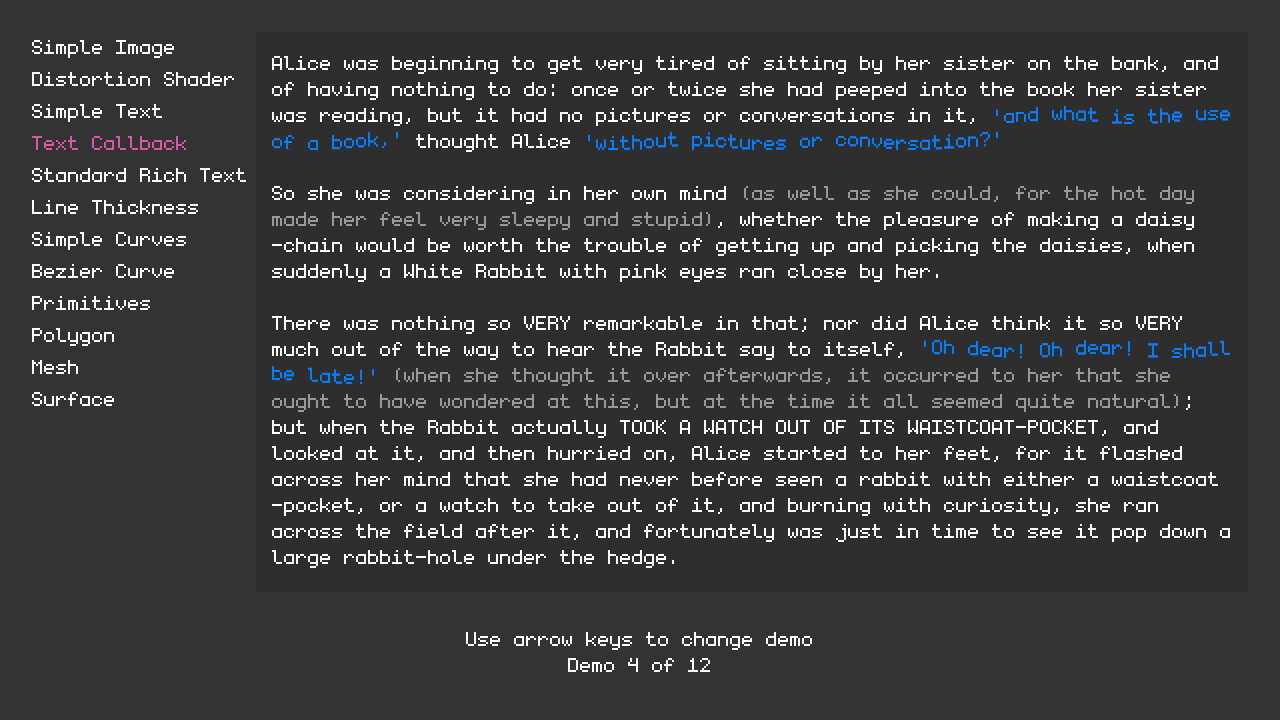 Simple Image
Distortion Shader
Simple Text
Text Callback
Standard Rich Text
Line Thickness
Simple Curves
Bezier Curve
Primitives
Polygon
Mesh
Surface
Alice was beginning to get very tired of sitting by her sister on the bank, and
of having nothing to do: once or twice she had peeped into the book her sister
was reading, but it had no pictures or conversations in it, 'and what is the use
of a book,' thought Alice 'without pictures or conversation?'
So she was considering in her own mind (as well as she could, for the hot day
made her feel very sleepy and stupid), whether the pleasure of making a daisy
-chain would be worth the trouble of getting up and picking the daisies, when
suddenly a White Rabbit with pink eyes ran close by her.
There was nothing so VERY remarkable in that; nor did Alice think it so VERY
much out of the way to hear the Rabbit say to itself, 'Oh dear! Oh dear! I shall
be late!' (when she thought it over afterwards, it occurred to her that she
ought to have wondered at this, but at the time it all seemed quite natural);
but when the Rabbit actually TOOK A WATCH OUT OF ITS WAISTCOAT-POCKET, and
looked at it, and then hurried on, Alice started to her feet, for it flashed
across her mind that she had never before seen a rabbit with either a waistcoat
-pocket, or a watch to take out of it, and burning with curiosity, she ran
across the field after it, and fortunately was just in time to see it pop down a
large rabbit-hole under the hedge.
Use arrow keys to change demo
Demo 4 of 12